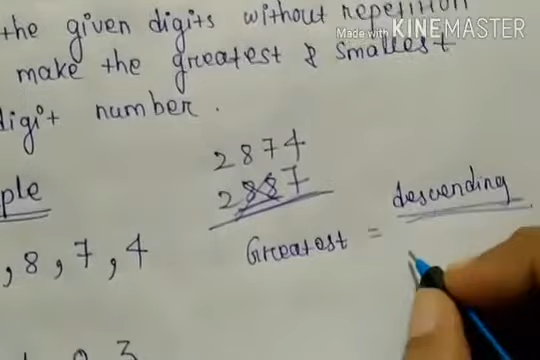 the given digits without repetition
make the greatest & smallest
digit number.
Made with KINEMASTER
2874
2887
descending
ple
Greatest =
, 8, 7, 4
3